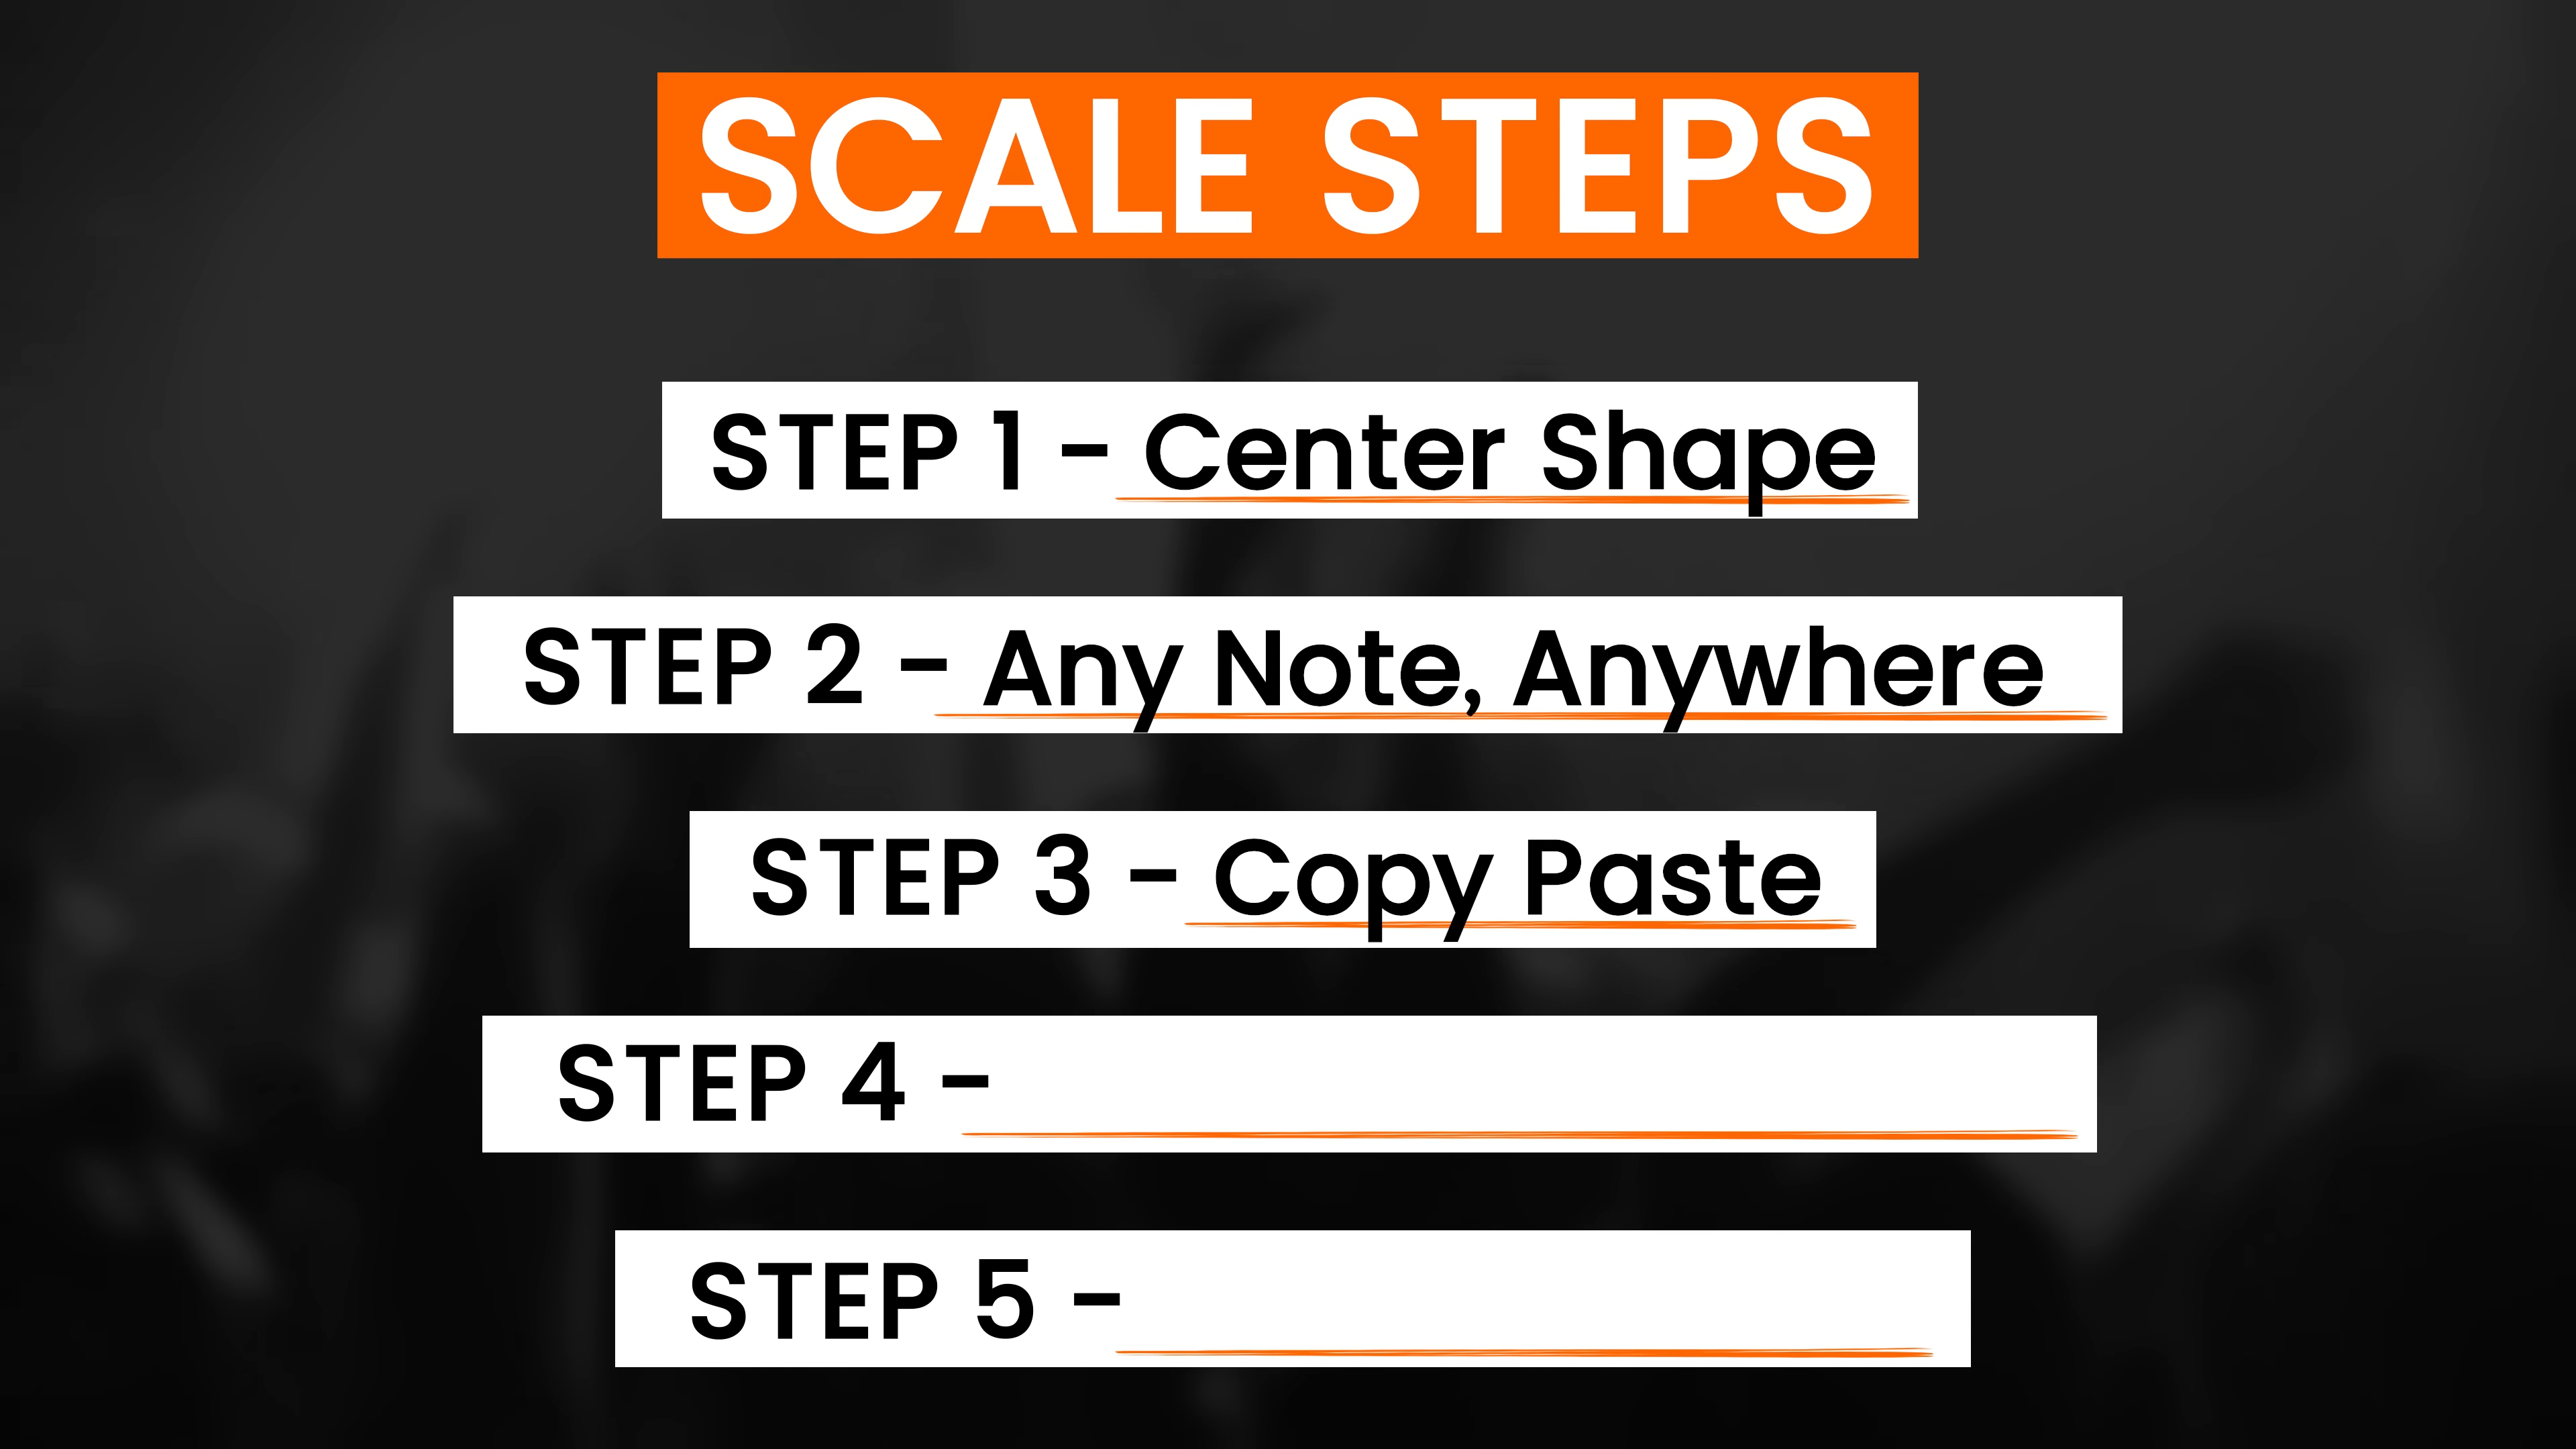 SCALE STEPS
STEP 1 - Center Shape
STEP 2 - Any Note, Anywhere
STEP 3 - Copy Paste
STEP 4 -
STEP 5 -